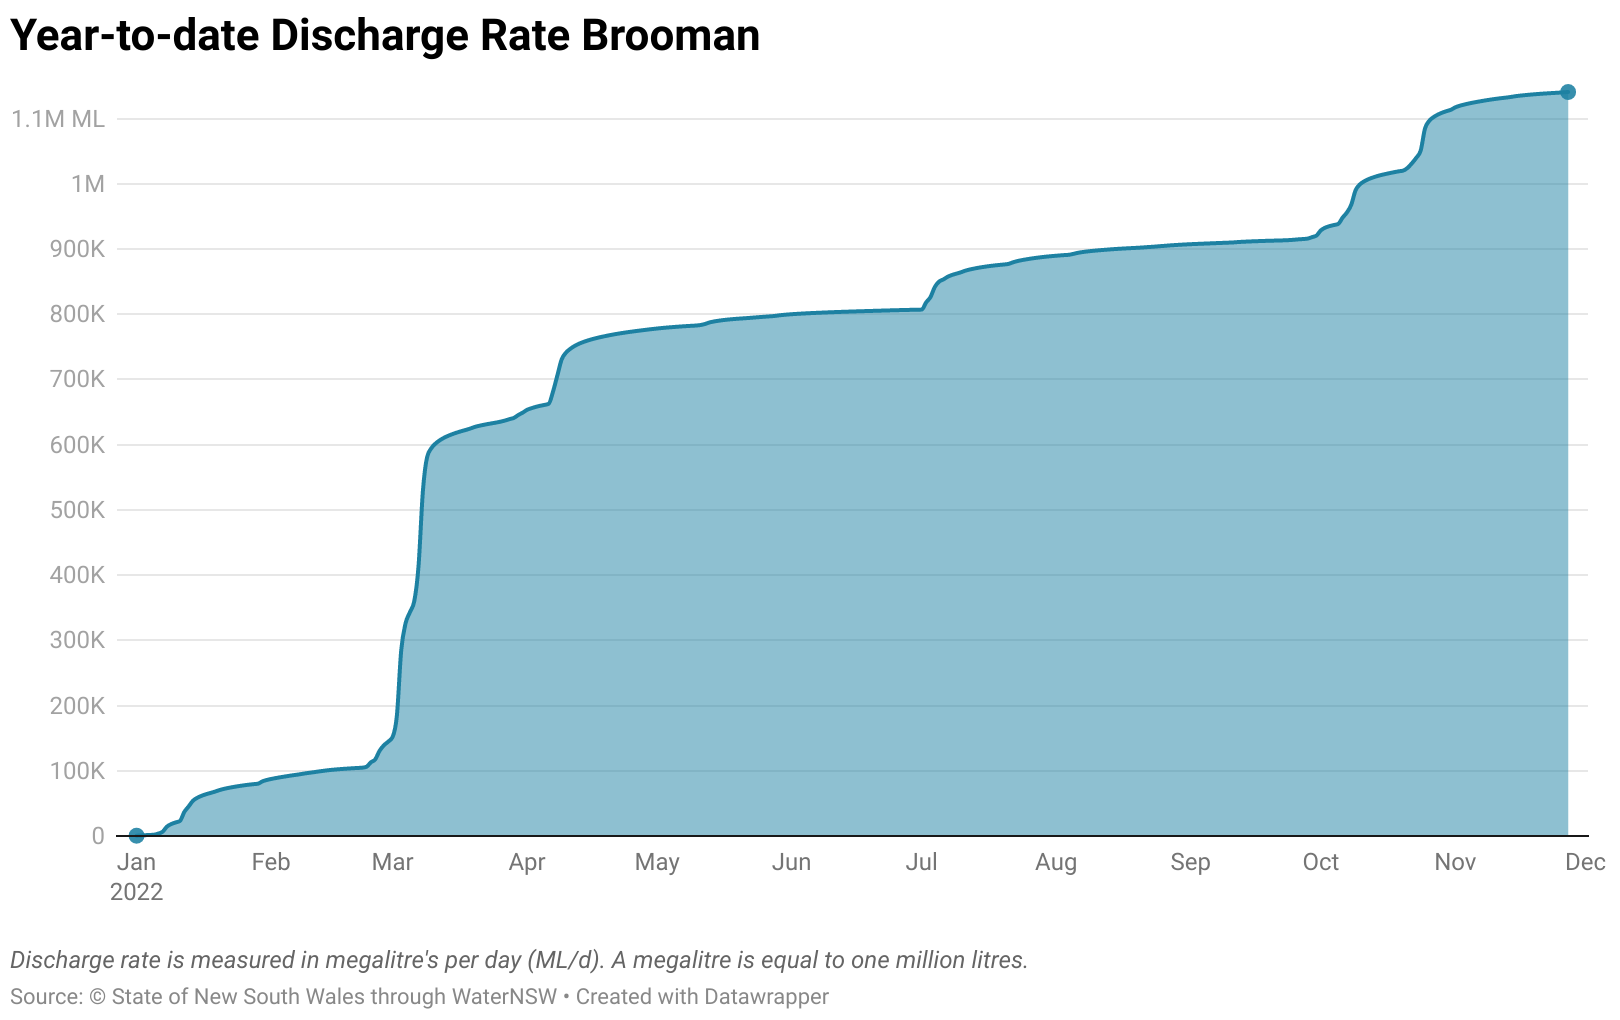 Year-to-date Discharge Rate Brooman
1.1M ML
1M
900K
800K
700K
600K
500K
400K
300K
200K
100K
0
Jan Feb Mar Apr May Jun Jul Aug Sep Oct Nov Dec
2022
Discharge rate is measured in megalitre's per day (ML/d). A megalitre is equal to one million litres.
Source: © State of New South Wales through WaterNSW • Created with Datawrapper